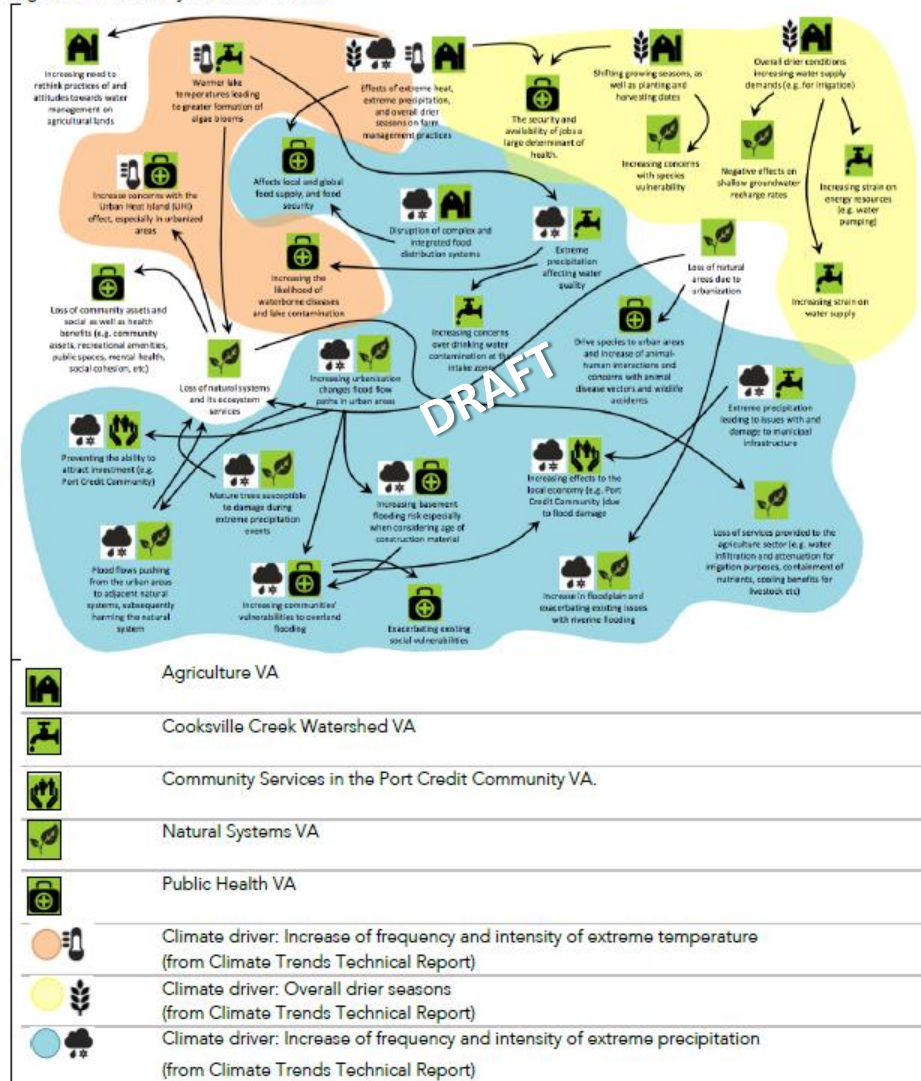 Increasing need to
rethink practices of and
attitudes towards water
management on
agricultural lands
Warmer lake
temperatures leading
to greater formation of
algae blooms
Effects of extreme heat,
extreme precipitation,
and overall drier
seasons on farm
management practices
The security and
availability of jobs a
large determinant of
health.
Shifting growing seasons, as
well as planting and
harvesting dates
Overall drier conditions
increasing water supply
demands (e.g. for irrigation)
Increasing concerns
with species
vulnerability
Negative effects on
shallow groundwater
recharge rates
Increasing strain on
energy resources
(e.g. water
pumping)
Increase concerns with the
Urban Heat Island (UHI)
effect, especially in urbanized
areas
Affects local and global
food supply, and food
security
Disruption of complex and
integrated food
distribution systems
Extreme
precipitation
affecting water
quality
Loss of natural
areas due to
urbanization
Increasing strain on
water supply
Loss of community assets and
social as well as health
benefits (e.g. community
assets, recreational amenities,
public spaces, mental health,
social cohesion, etc)
Increasing the
likelihood of
waterborne diseases
and lake contamination
Increasing concerns
over drinking water
contamination at the
intake zone
Drive species to urban areas
and increase of animal-
human interactions and
concerns with animal
disease vectors and wildlife
accidents
Loss of natural systems
and its ecosystem
services
Increasing urbanization
changes flood flow
paths in urban areas
DRAFT
Extreme precipitation
leading to issues with and
damage to municipal
infrastructure
Preventing the ability to
attract investment (e.g.
Port Credit Community)
Mature trees susceptible
to damage during
extreme precipitation
events
Increasing basement
flooding risk especially
when considering age of
construction material
Increasing effects to the
local economy (e.g. Port
Credit Community) due
to flood damage
Loss of services provided to the
agriculture sector (e.g. water
infiltration and attenuation for
irrigation purposes, containment of
nutrients, cooling benefits for
livestock etc)
Flood flows pushing
from the urban areas
to adjacent natural
systems, subsequently
harming the natural
system
Increasing communities'
vulnerabilities to overland
flooding
Exacerbating existing
social vulnerabilities
Increase in floodplain and
exacerbating existing issues
with riverine flooding
Agriculture VA
Cooksville Creek Watershed VA
Community Services in the Port Credit Community VA.
Natural Systems VA
Public Health VA
Climate driver: Increase of frequency and intensity of extreme temperature
(from Climate Trends Technical Report)
Climate driver: Overall drier seasons
(from Climate Trends Technical Report)
Climate driver: Increase of frequency and intensity of extreme precipitation
(from Climate Trends Technical Report)